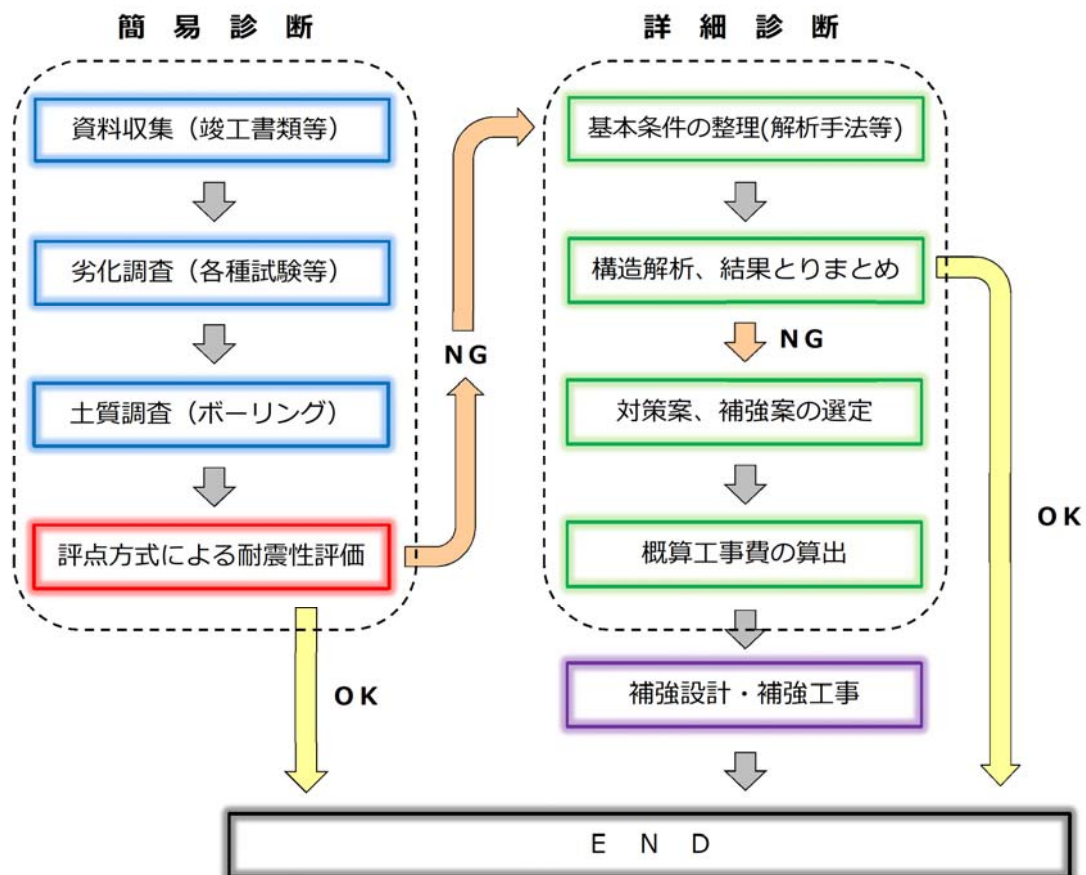 簡易診断
資料収集（竣工書類等）
劣化調査（各種試験等）
土質調査（ボーリング）
評点方式による耐震性評価
OK
NG
詳細診断
基本条件の整理(解析手法等)
構造解析、結果とりまとめ
NG
対策案、補強案の選定
概算工事費の算出
補強設計・補強工事
OK
END